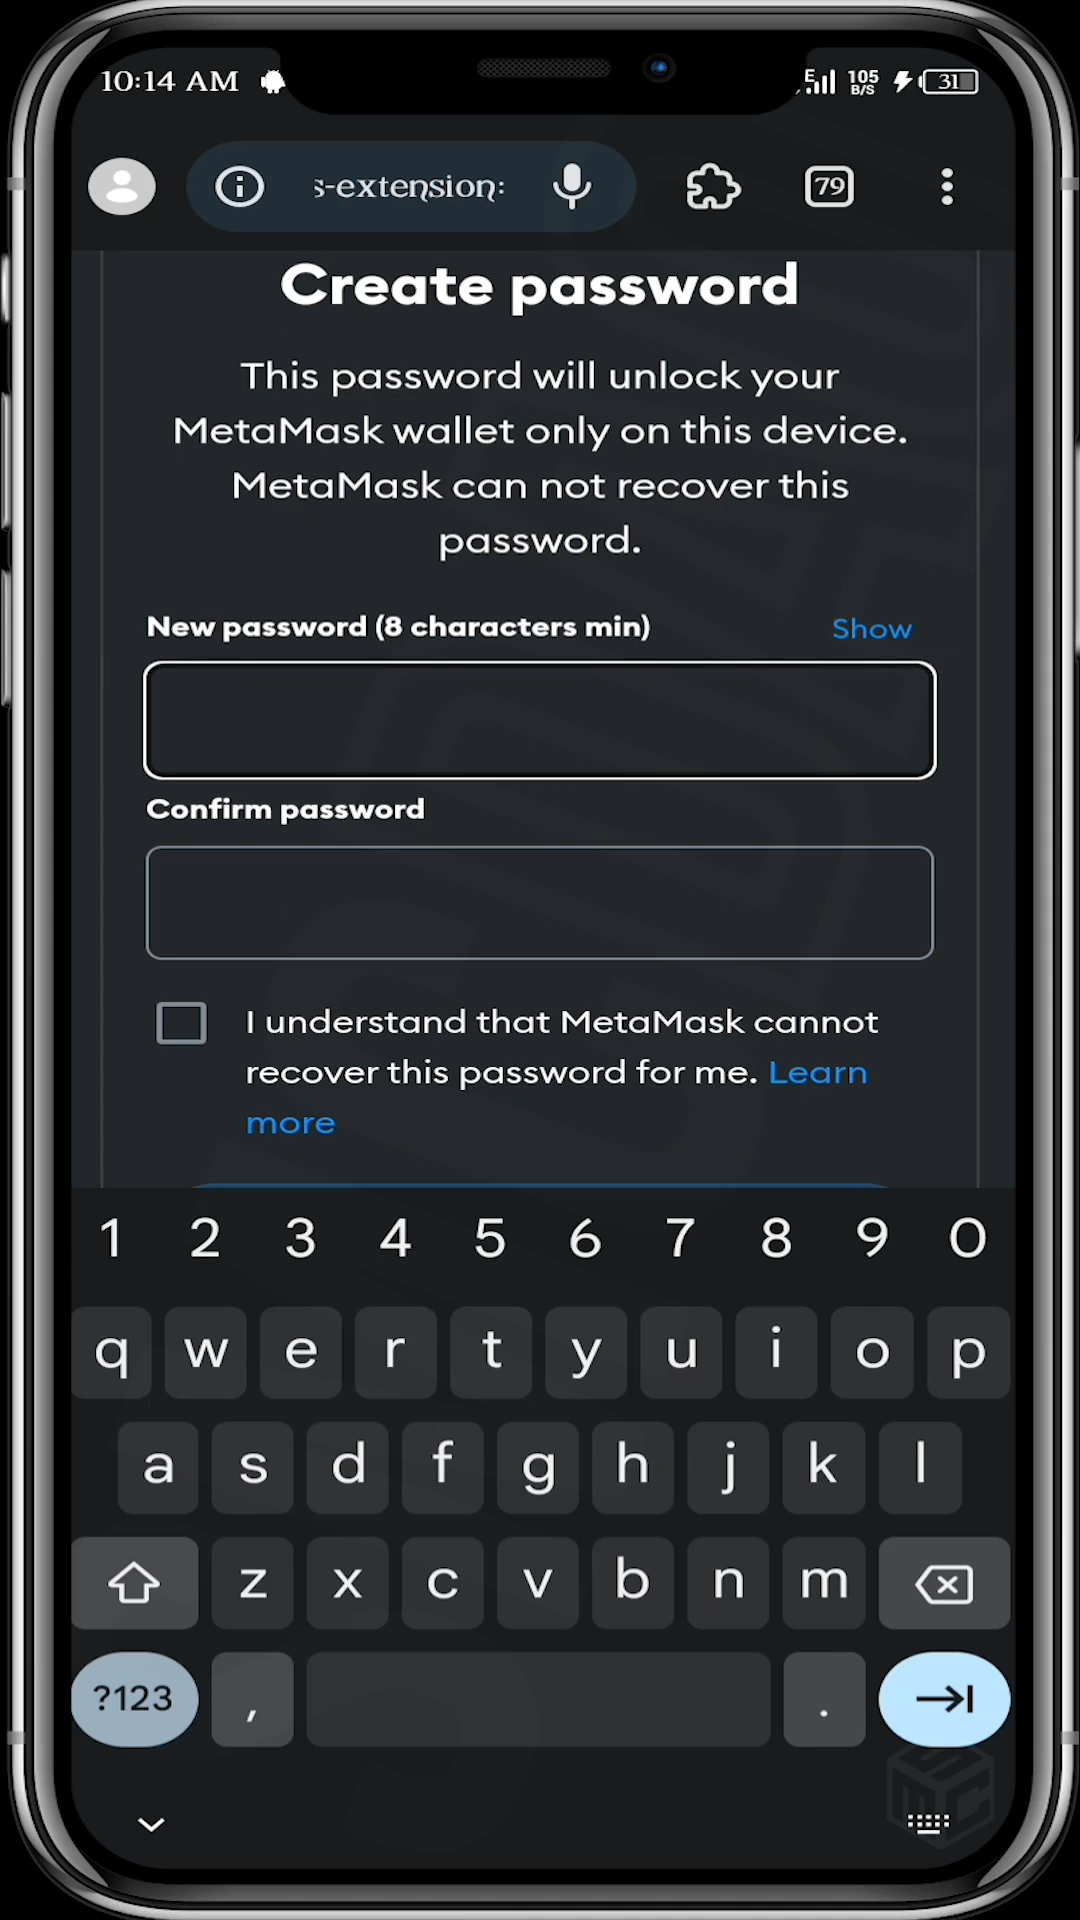 10:14 AM
E 105 B/S 31
s-extension:
79
Create password
This password will unlock your
MetaMask wallet only on this device.
MetaMask can not recover this
password.
New password (8 characters min) Show
Confirm password
I understand that MetaMask cannot
recover this password for me. Learn
more
1 2 3 4 5 6 7 8 9 0
q w e r t y u i o p
a s d f g h j k l
z x c v b n m
?123 , .